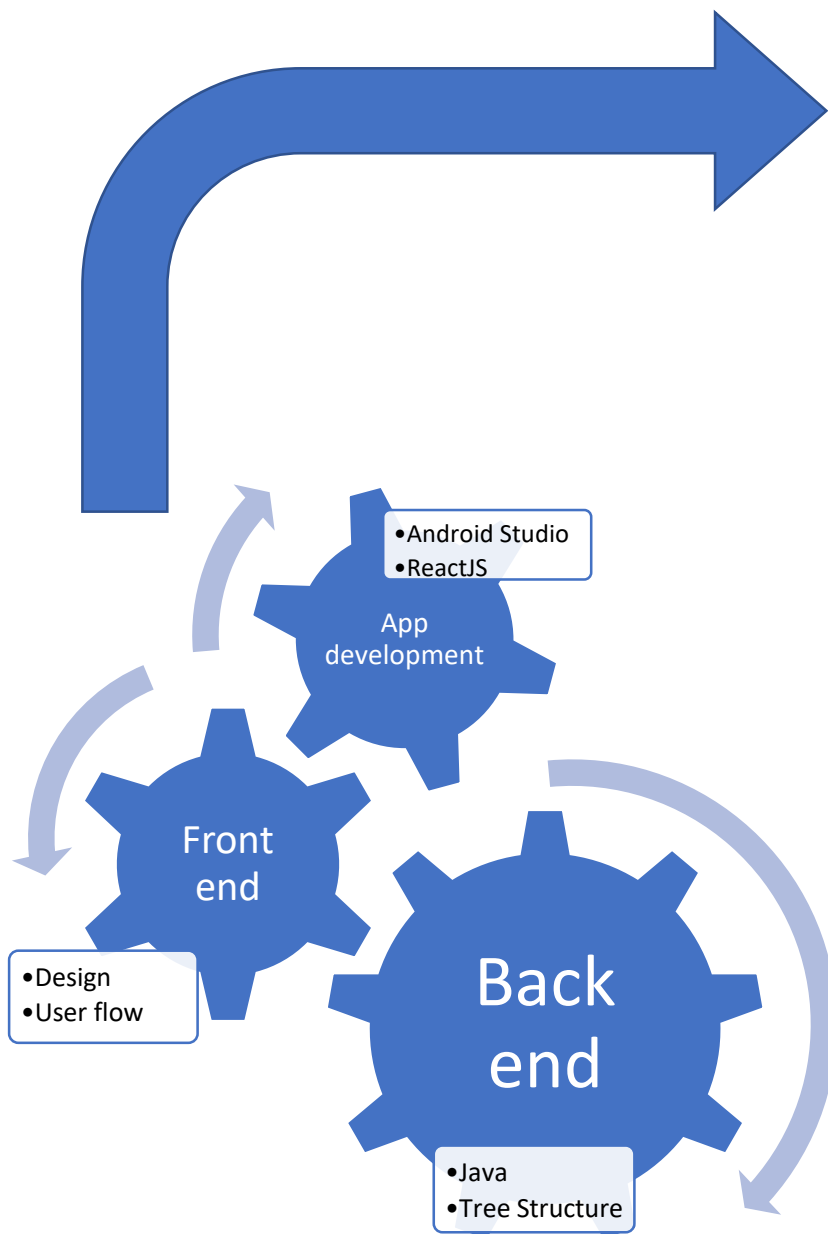 •Android Studio
•ReactJS
App
development
Front
end
•Design
•User flow
Back
end
•Java
•Tree Structure